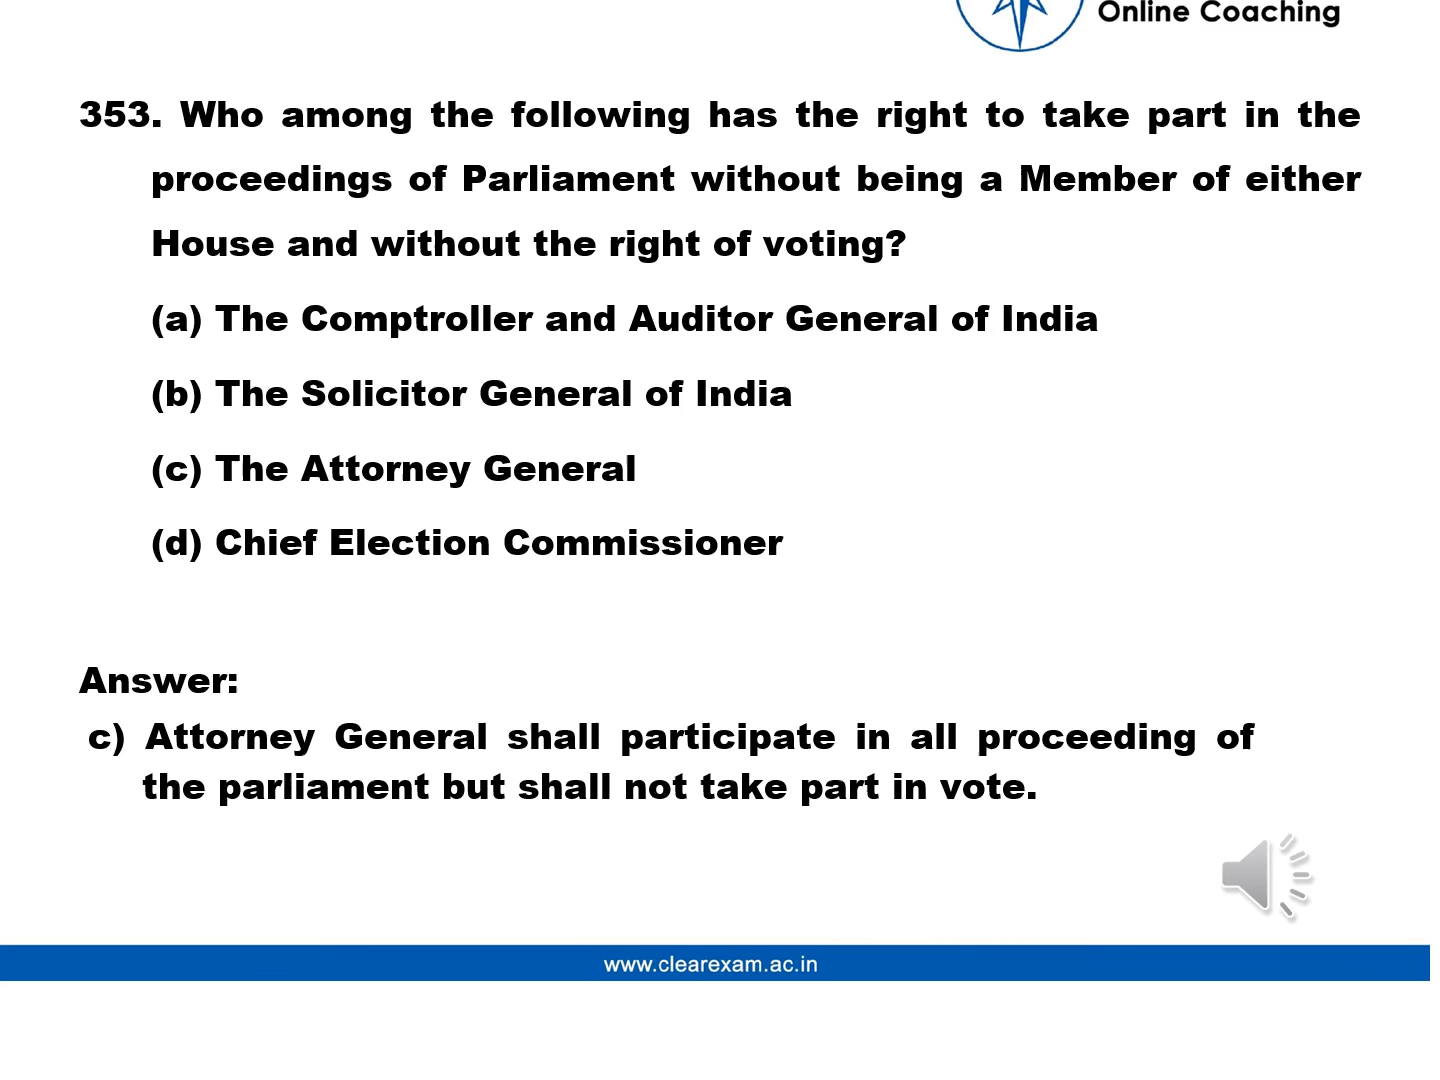 Online Coaching
353. Who among the following has the right to take part in the
proceedings of Parliament without being a Member of either
House and without the right of voting?
(a) The Comptroller and Auditor General of India
(b) The Solicitor General of India
(c) The Attorney General
(d) Chief Election Commissioner
Answer:
c) Attorney General shall participate in all proceeding of
the parliament but shall not take part in vote.
www.clearexam.ac.in